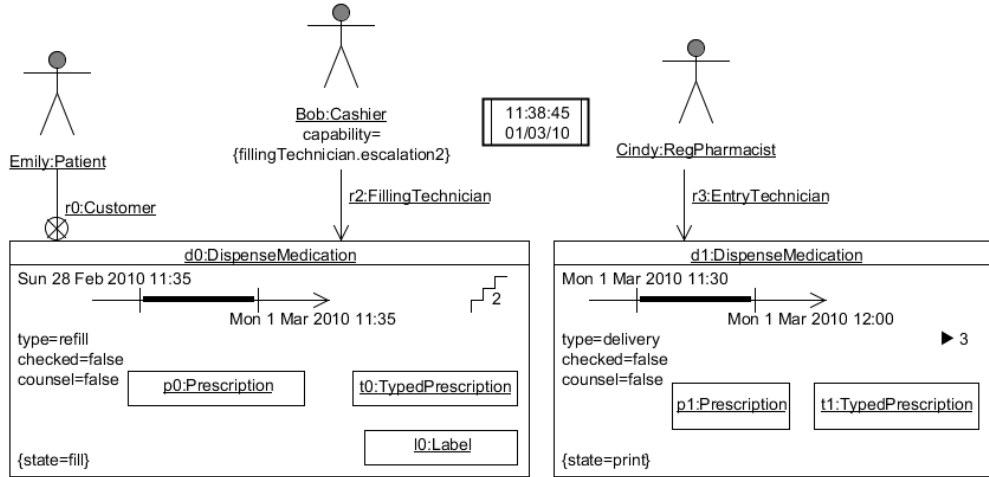 Emily:Patient
r0:Customer
Bob:Cashier
capability=
{fillingTechnician.escalation2}
r2:FillingTechnician
11:38:45
01/03/10
Cindy:RegPharmacist
r3:EntryTechnician
d0:DispenseMedication
Sun 28 Feb 2010 11:35
2
Mon 1 Mar 2010 11:35
type=refill
checked=false
counsel=false
p0:Prescription
t0:TypedPrescription
l0:Label
{state=fill}
d1:DispenseMedication
Mon 1 Mar 2010 11:30
Mon 1 Mar 2010 12:00
type=delivery
3
checked=false
counsel=false
p1:Prescription
t1:TypedPrescription
{state=print}